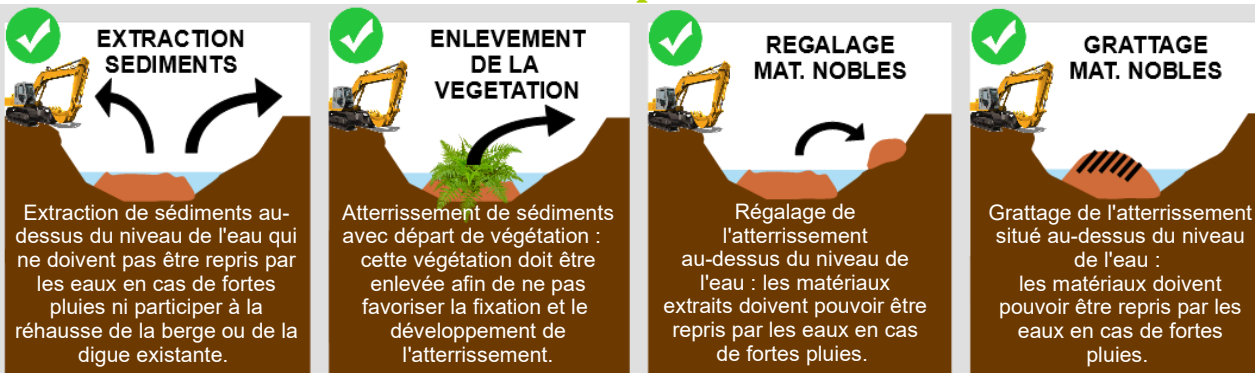 EXTRACTION
SEDIMENTS
Extraction de sédiments au-
dessus du niveau de l'eau qui
ne doivent pas être repris par
les eaux en cas de fortes
pluies ni participer à la
réhausse de la berge ou de la
digue existante.
ENLEVEMENT
DE LA
VEGETATION
Atterrissement de sédiments
avec départ de végétation :
cette végétation doit être
enlevée afin de ne pas
favoriser la fixation et le
développement de
l'atterrissement.
REGALAGE
MAT. NOBLES
Régalage de
l'atterrissement
au-dessus du niveau de
l'eau : les matériaux
extraits doivent pouvoir être
repris par les eaux en cas
de fortes pluies.
GRATTAGE
MAT. NOBLES
Grattage de l'atterrissement
situé au-dessus du niveau
de l'eau :
les matériaux doivent
pouvoir être repris par les
eaux en cas de fortes
pluies.